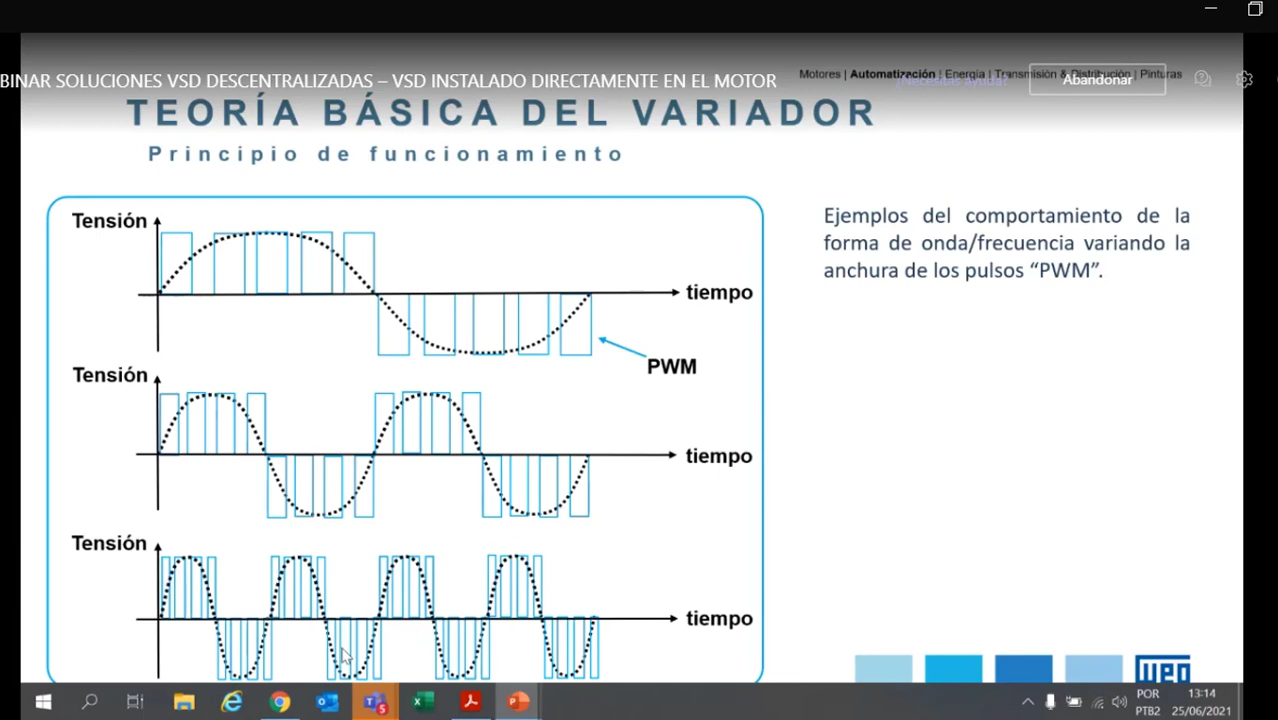 BINAR SOLUCIONES VSD DESCENTRALIZADAS – VSD INSTALADO DIRECTAMENTE EN EL MOTOR
Motores | Automatización | Energía | Transmisión & Distribución | Pinturas
¿Necesitas ayuda?
Abandonar
TEORÍA BÁSICA DEL VARIADOR
Principio de funcionamiento
Tensión
tiempo
PWM
Tensión
tiempo
Tensión
tiempo
Ejemplos del comportamiento de la
forma de onda/frecuencia variando la
anchura de los pulsos “PWM”.
WEG
POR
PTB2
13:14
25/06/2021